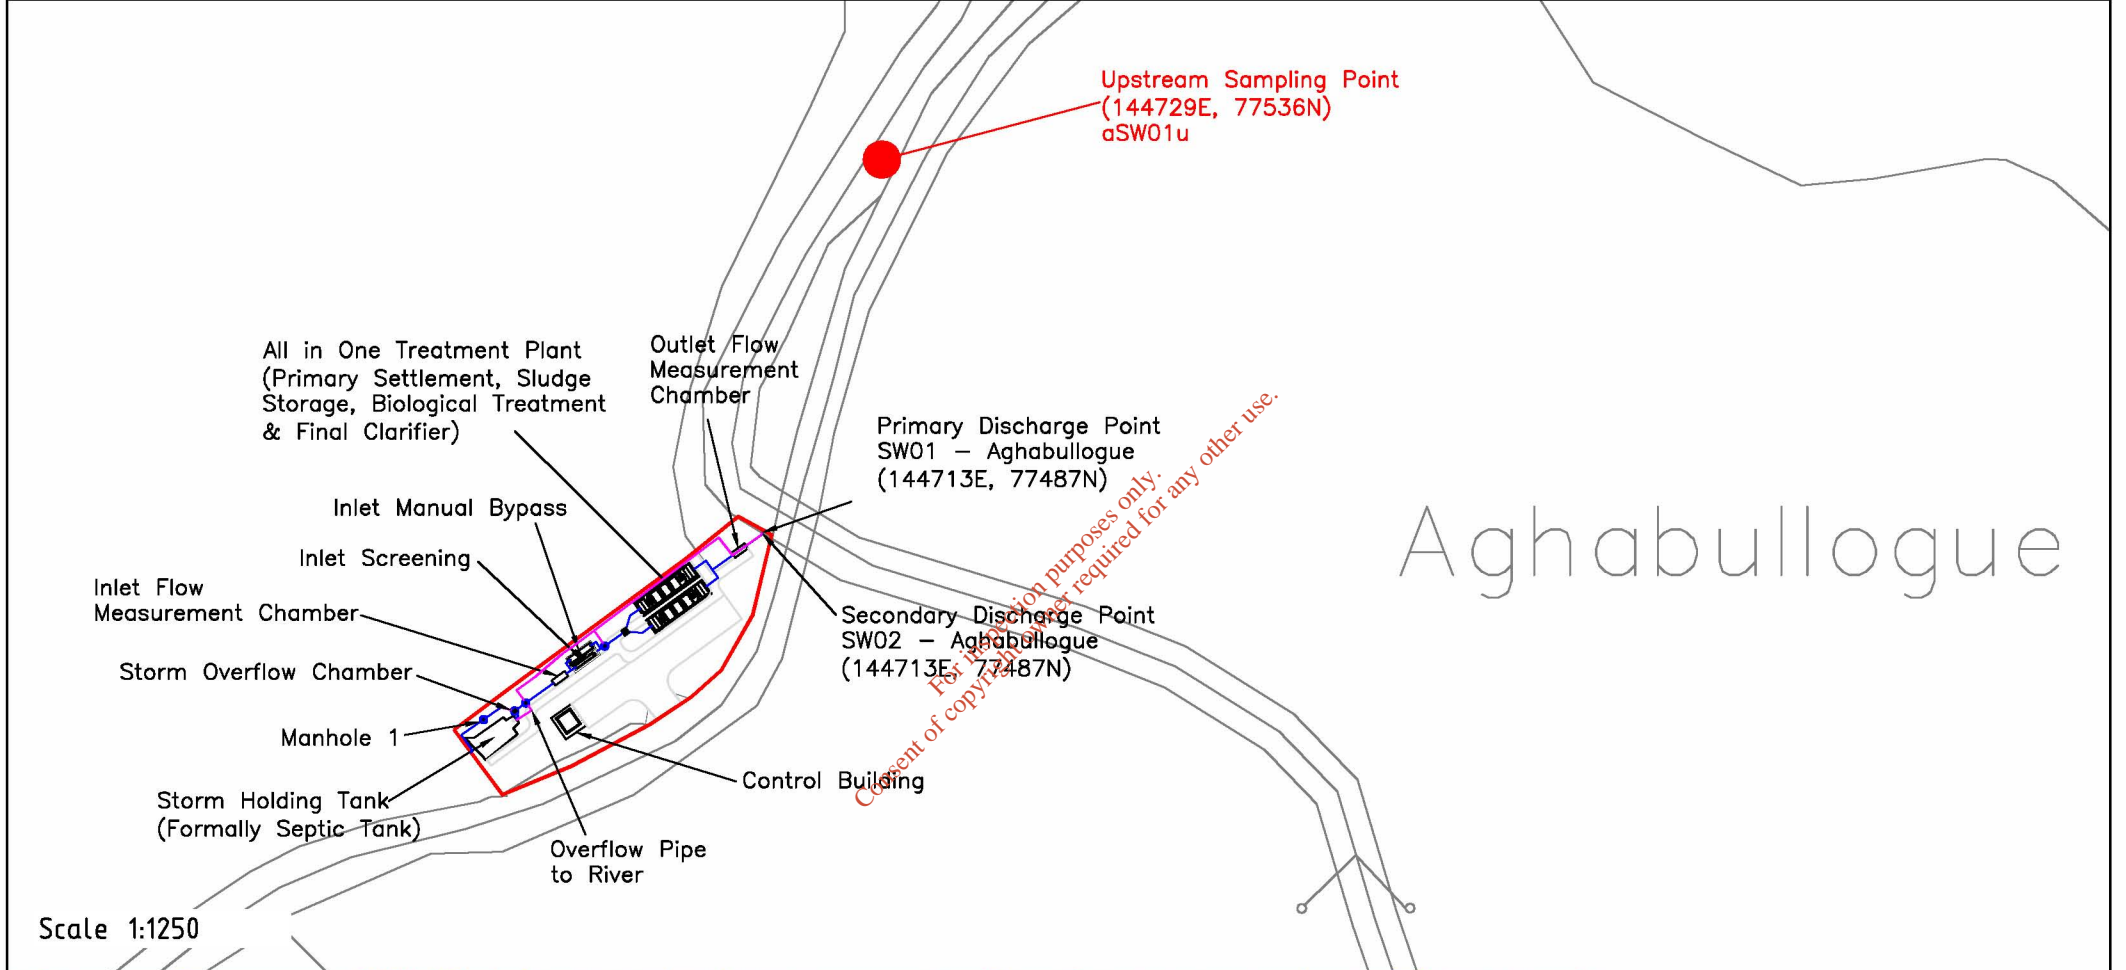 Upstream Sampling Point
(144729E, 77536N)
aSW01u
All in One Treatment Plant
(Primary Settlement, Sludge
Storage, Biological Treatment
& Final Clarifier)
Outlet Flow
Measurement
Chamber
Primary Discharge Point
SW01 – Aghabullogue
(144713E, 77487N)
Inlet Manual Bypass
Inlet Screening
Inlet Flow
Measurement Chamber
Storm Overflow Chamber
Manhole 1
Storm Holding Tank
(Formally Septic Tank)
Overflow Pipe
to River
Control Building
Secondary Discharge Point
SW02 – Aghabullogue
(144713E, 77487N)
For inspection purposes only.
Consent of copyright owner required for any other use.
Aghabullogue
Scale 1:1250